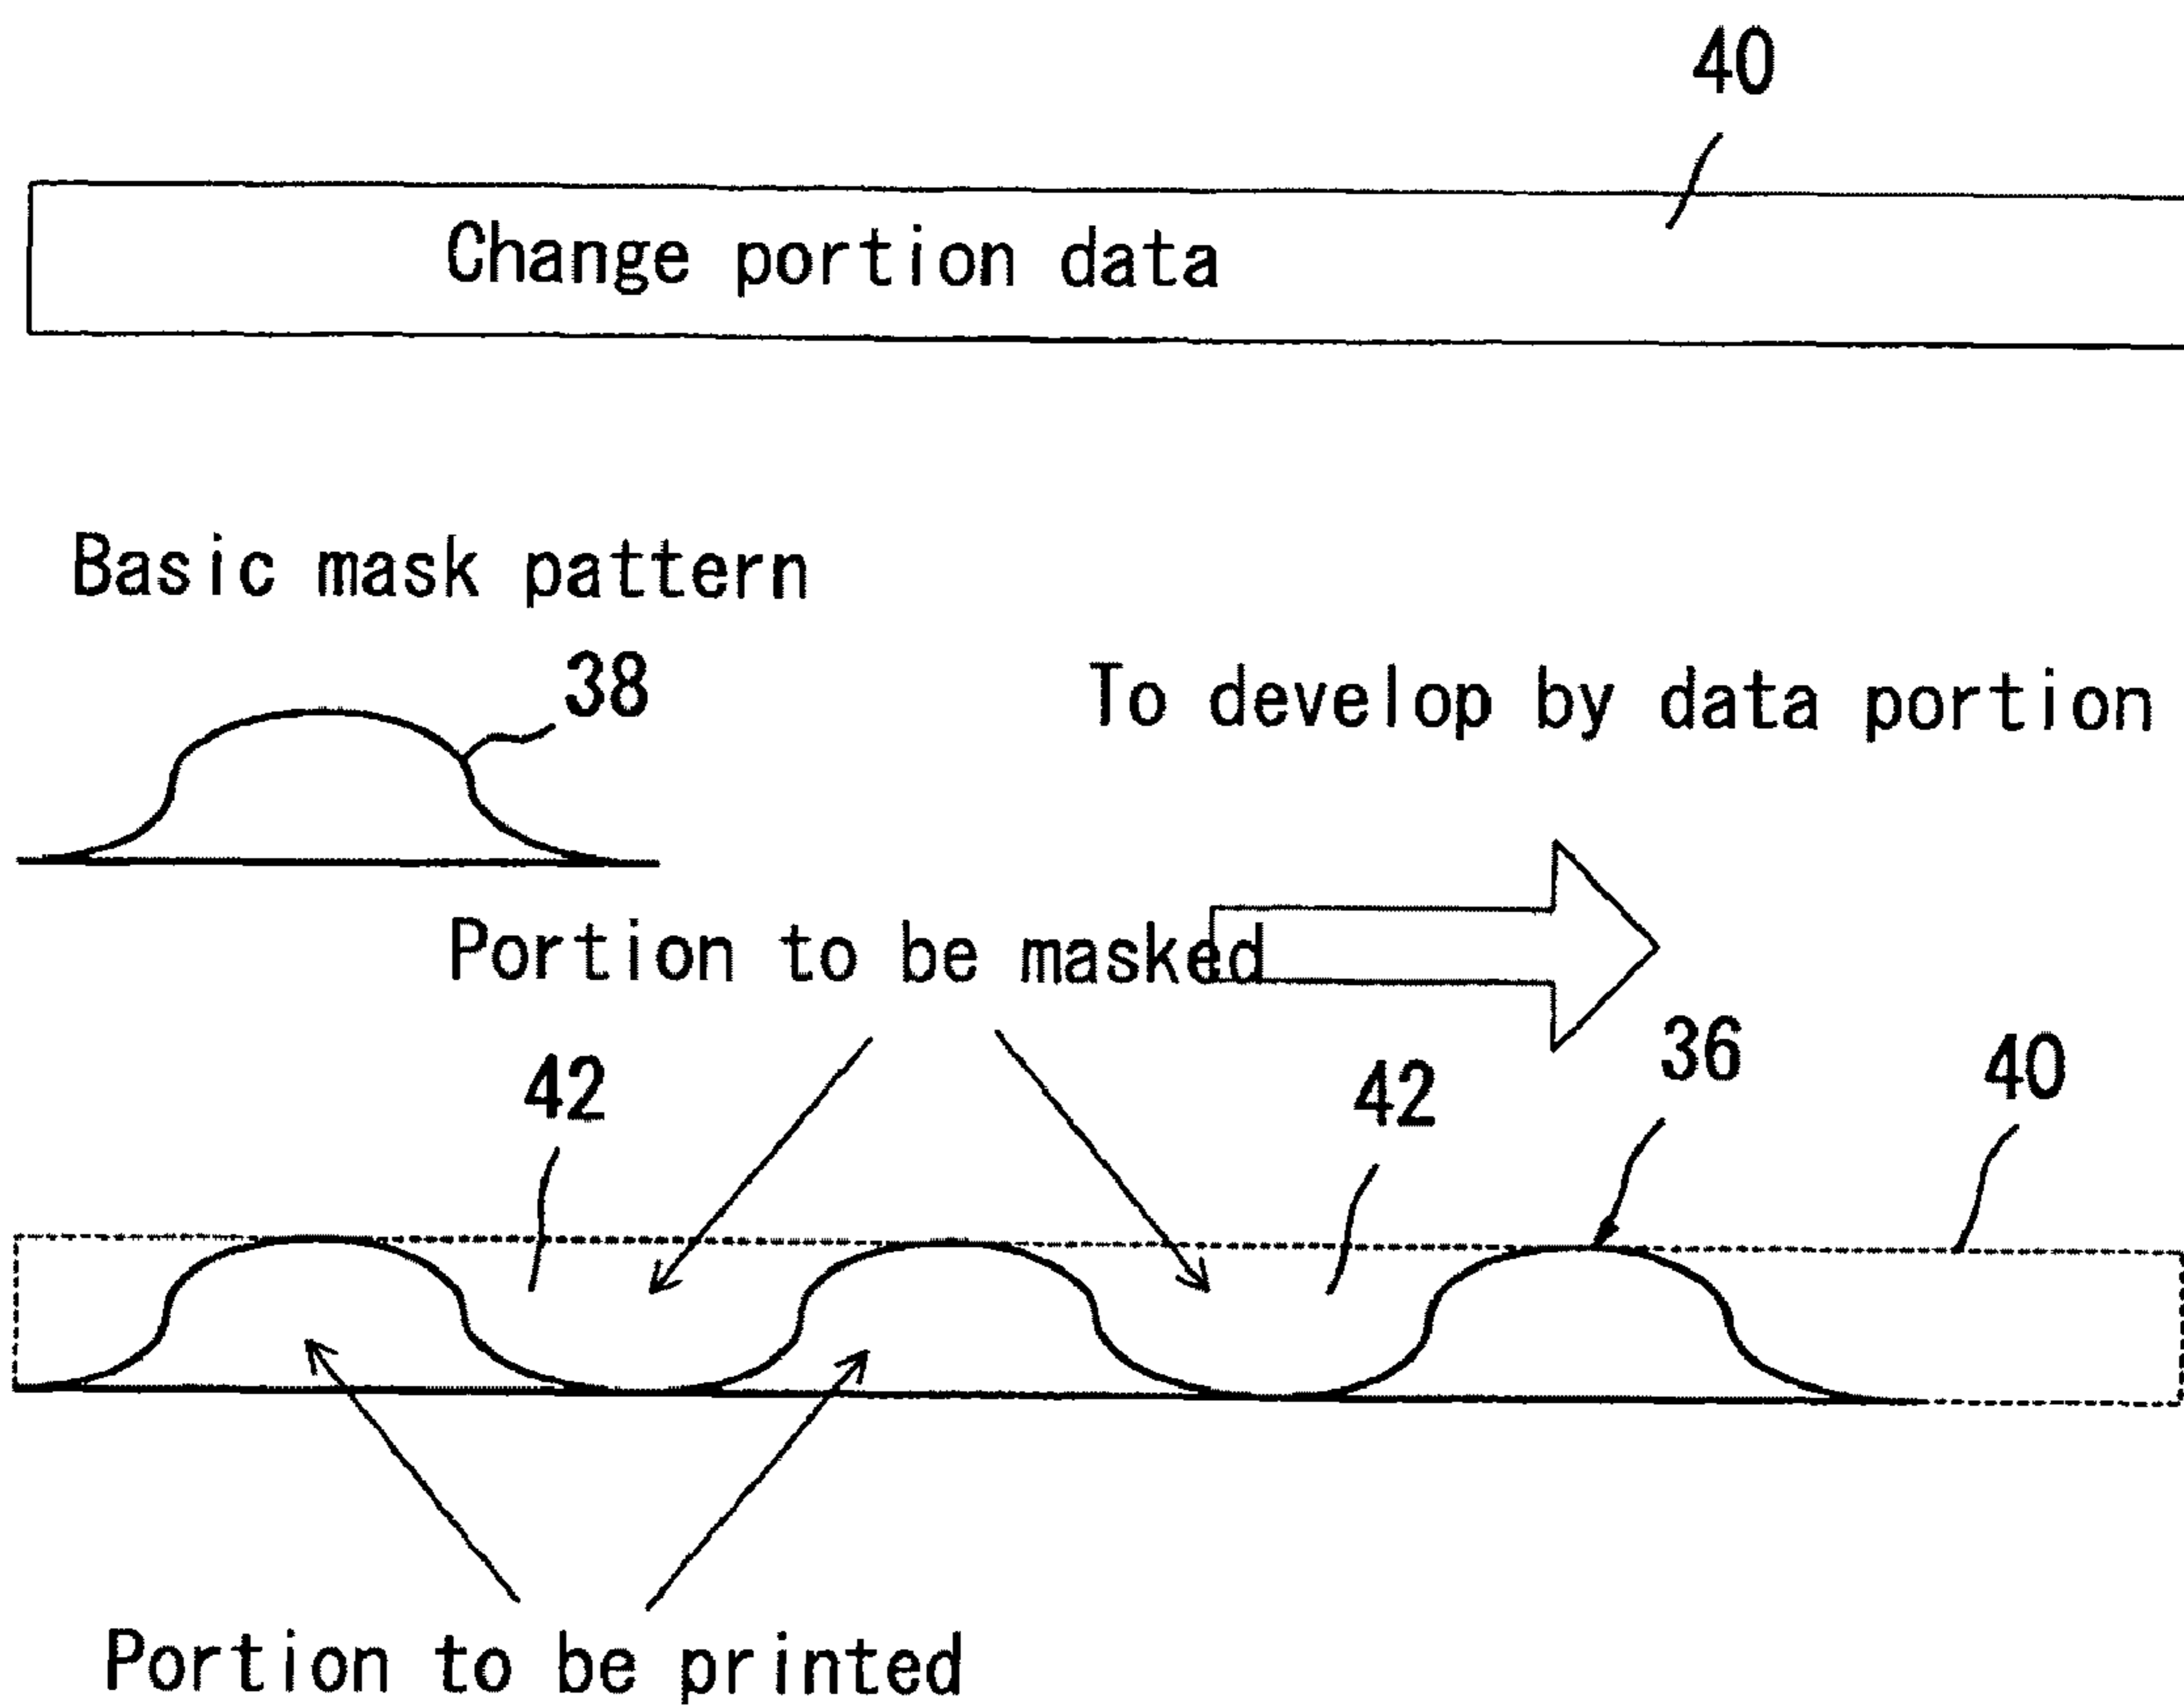 40
Change portion data
Basic mask pattern
38
To develop by data portion
Portion to be masked
42
42
36
40
Portion to be printed